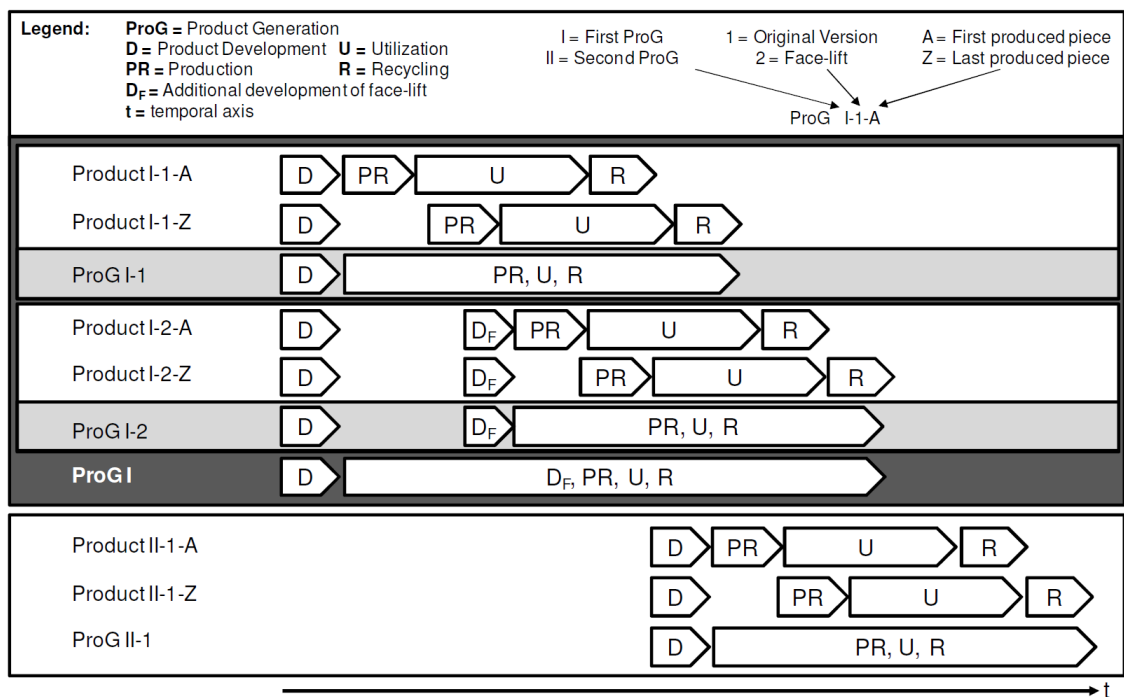 Legend: ProG = Product Generation
D = Product Development U = Utilization
PR = Production R = Recycling
DF = Additional development of face-lift
t = temporal axis
I = First ProG 1 = Original Version A = First produced piece
II = Second ProG 2 = Face-lift Z = Last produced piece
ProG I-1-A
Product I-1-A D PR U R
Product I-1-Z D PR U R
ProG I-1 D PR, U, R
Product I-2-A D DF PR U R
Product I-2-Z D DF PR U R
ProG I-2 D DF PR, U, R
ProG I D DF, PR, U, R
Product II-1-A D PR U R
Product II-1-Z D PR U R
ProG II-1 D PR, U, R
t